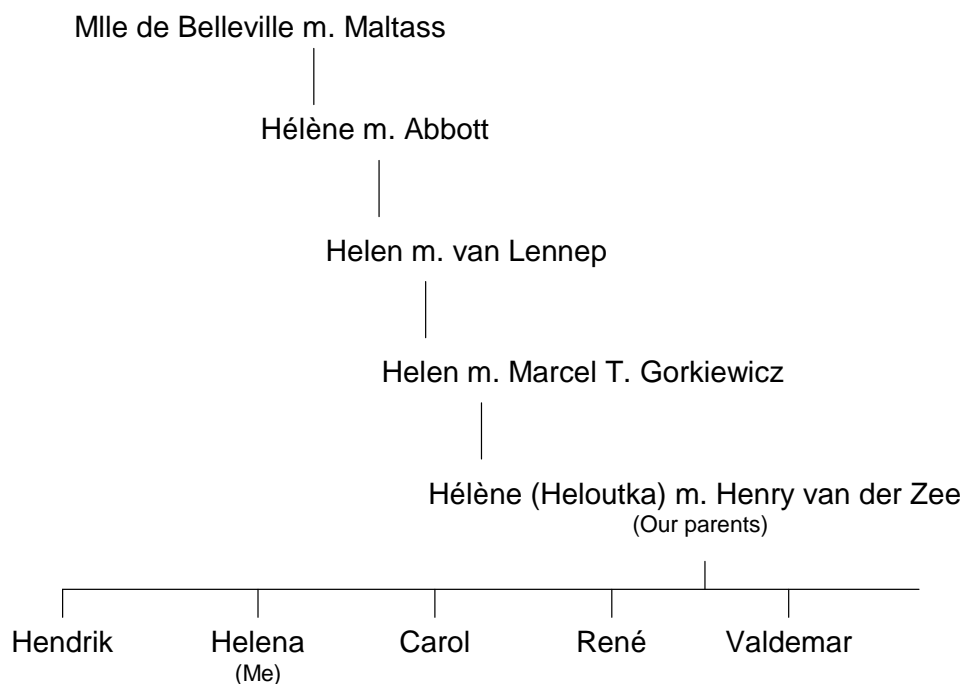 Mlle de Belleville m. Maltass
Hélène m. Abbott
Helen m. van Lennep
Helen m. Marcel T. Gorkiewicz
Hélène (Heloutka) m. Henry van der Zee
(Our parents)
Hendrik Helena Carol René Valdemar
(Me)